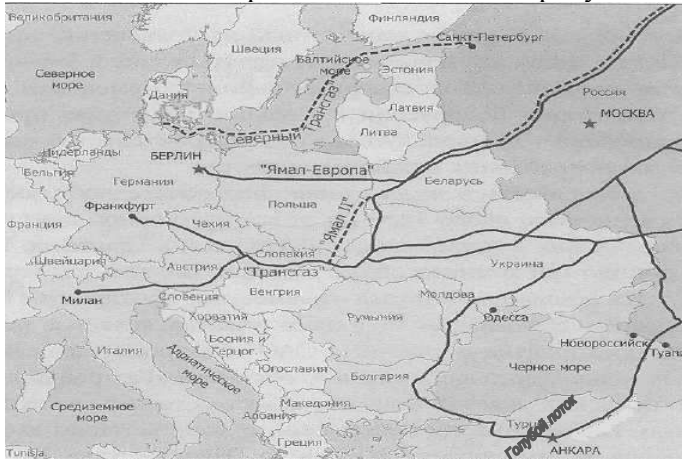 Великобритания
Финляндия
Санкт-Петербург
Швеция
Балтийское
море
Эстония
Северное
море
Дания
Россия
МОСКВА
Латвия
Литва
Северный
Трансгаз"
Нидерланды
БЕРЛИН
"Ямал-Европа"
Бельгия
Германия
Польша
Беларусь
Франкфурт
"Ямал II"
Франция
Чехия
Словакия
Украина
Швейцария
Австрия
"Трансгаз"
Милан
Словения
Венгрия
Молдова
Хорватия
Румыния
Одесса
Италия
Босния и
Герцог
Новороссийск
Туапс
Адриатическое
море
Югославия
Черное море
Болгария
Средиземное
море
Македония
Албания
Турц
Голубой поток
Греция
АНКАРА
Tunisia